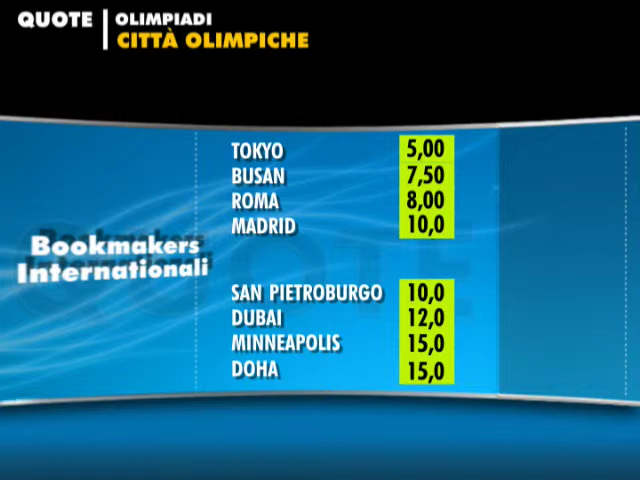 QUOTE
OLIMPIADI
CITTÀ OLIMPICHE
Bookmakers
Internationali
TOKYO 5,00
BUSAN 7,50
ROMA 8,00
MADRID 10,0
SAN PIETROBURGO 10,0
DUBAI 12,0
MINNEAPOLIS 15,0
DOHA 15,0
QUOTE